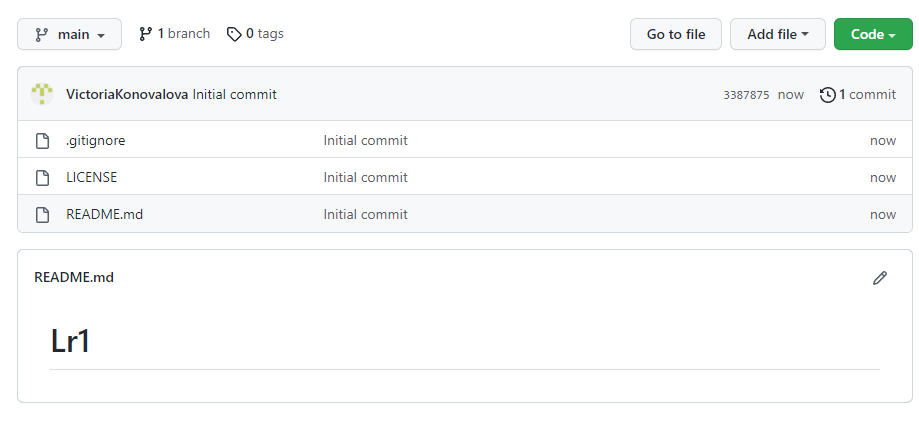 main 1 branch 0 tags Go to file Add file Code
VictoriaKonovalova Initial commit 3387875 now 1 commit
.gitignore Initial commit now
LICENSE Initial commit now
README.md Initial commit now
README.md
Lr1